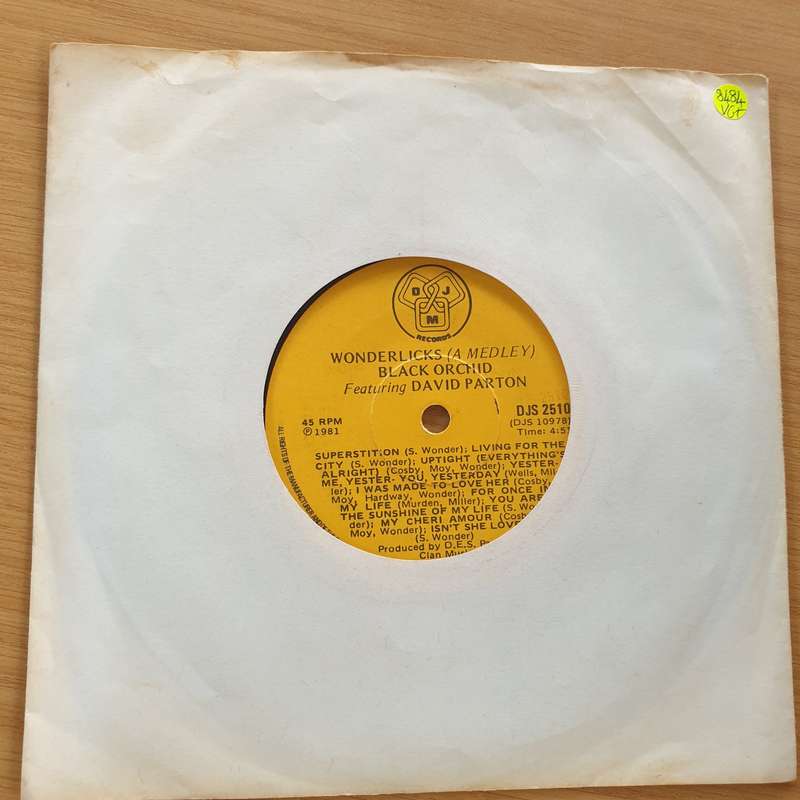 8484
VG+
D J
M
RECORDS
WONDERLICKS (A MEDLEY)
BLACK ORCHID
Featuring DAVID PARTON
45 RPM
℗ 1981
DJS 2510
(DJS 10978)
Time: 4:5
SUPERSTITION (S. Wonder); LIVING FOR THE
CITY (S. Wonder); UPTIGHT (EVERYTHING'S
ALRIGHT) (Cosby, Moy, Wonder); YESTER-
ME, YESTER- YOU, YESTERDAY (Wells, Mil-
ler); I WAS MADE TO LOVE HER (Cosby,
Moy, Hardway, Wonder); FOR ONCE IN
MY LIFE (Murden, Miller); YOU ARE
THE SUNSHINE OF MY LIFE (S. Won
der); MY CHERI AMOUR (Cosb
Moy, Wonder); ISN'T SHE LOVE
(S. Wonder)
Produced by D.E.S. P
Clan Mus
ALL RIGHTS OF THE MANUFACTURER AND OF